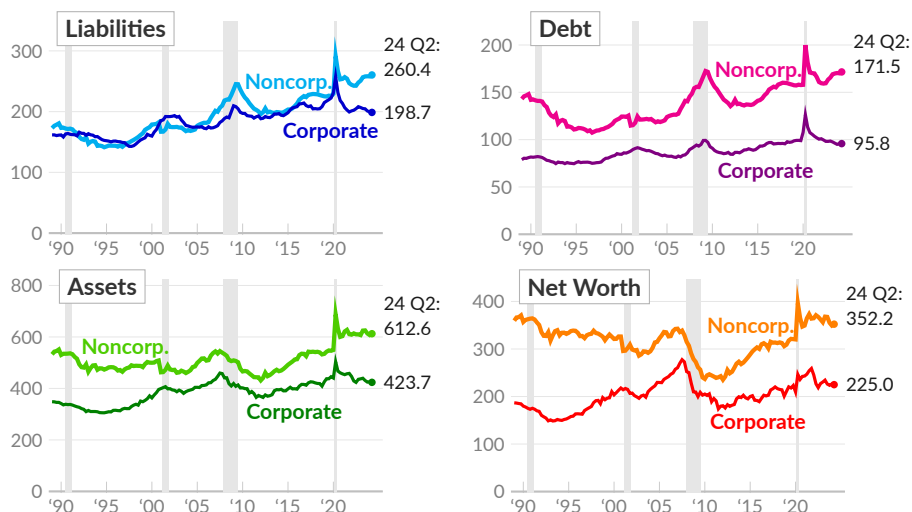 Liabilities
24 Q2:
300
Noncorp.
260.4
200
198.7
Corporate
100
0
‘90 ‘95 ‘00 ‘05 ‘10 ‘15 ‘20
Debt
24 Q2:
200
Noncorp.
171.5
150
100
95.8
Corporate
50
0
‘90 ‘95 ‘00 ‘05 ‘10 ‘15 ‘20
Assets
800
24 Q2:
612.6
600
Noncorp.
400
423.7
Corporate
200
0
‘90 ‘95 ‘00 ‘05 ‘10 ‘15 ‘20
Net Worth
24 Q2:
400
Noncorp.
352.2
300
225.0
200
Corporate
100
0
‘90 ‘95 ‘00 ‘05 ‘10 ‘15 ‘20